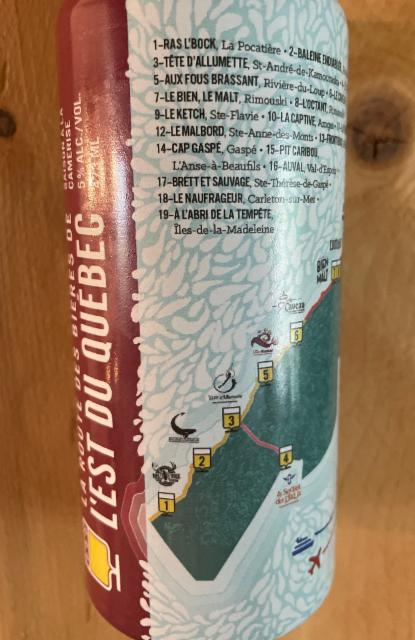 1-RAS L'BOCK, La Pocatière • 2-BALEINE
3-TÊTE D'ALLUMETTE, St-André-de-Kamouraska •
5-AUX FOUS BRASSANT, Rivière-du-Loup •
7-LE BIEN, LE MALT, Rimouski • 8-L'OCTANT,
9-LE KETCH, Ste-Flavie • 10-LA CAPTIVE,
12-LE MALBORD, Ste-Anne-des-Monts •
14-CAP GASPÉ, Gaspé • 15-PIT CARIBOU,
L'Anse-à-Beaufils • 16-AUVAL,
17-BRETT ET SAUVAGE, Ste-Thérèse-de-Gaspé •
18-LE NAUFRAGEUR, Carleton-sur-Mer •
19-À L'ABRI DE LA TEMPÊTE,
Îles-de-la-Madeleine
LA ROUTE DES BIÈRES DE
L'EST DU QUÉBEC
CAMERISE
5% ALC./VOL.
BIEN
MALT
Caveau
6
5
3
2
4
1